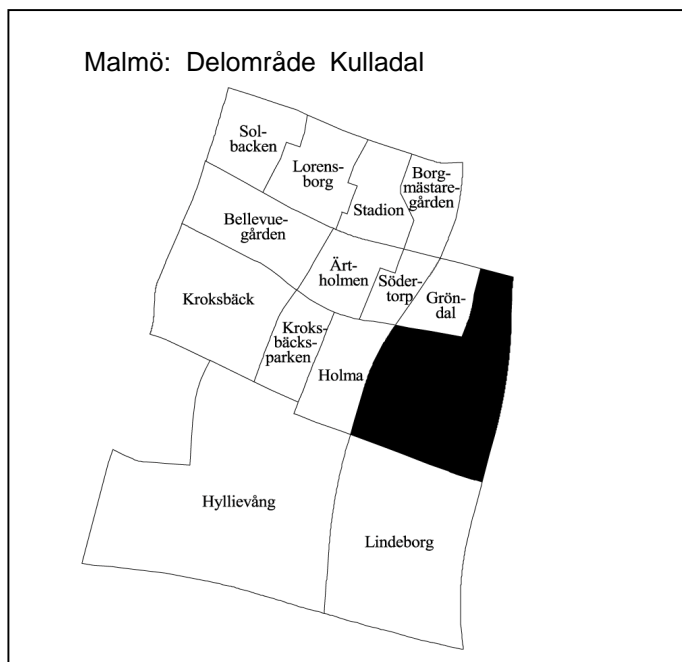 Malmö: Delområde Kulladal
Sol-
backen
Lorens-
borg
Borg-
mästare-
gården
Stadion
Bellevue-
gården
Ärt-
holmen
Söder-
torp
Grön-
dal
Kroksbäck
Kroks-
bäcks-
parken
Holma
Hyllievång
Lindeborg